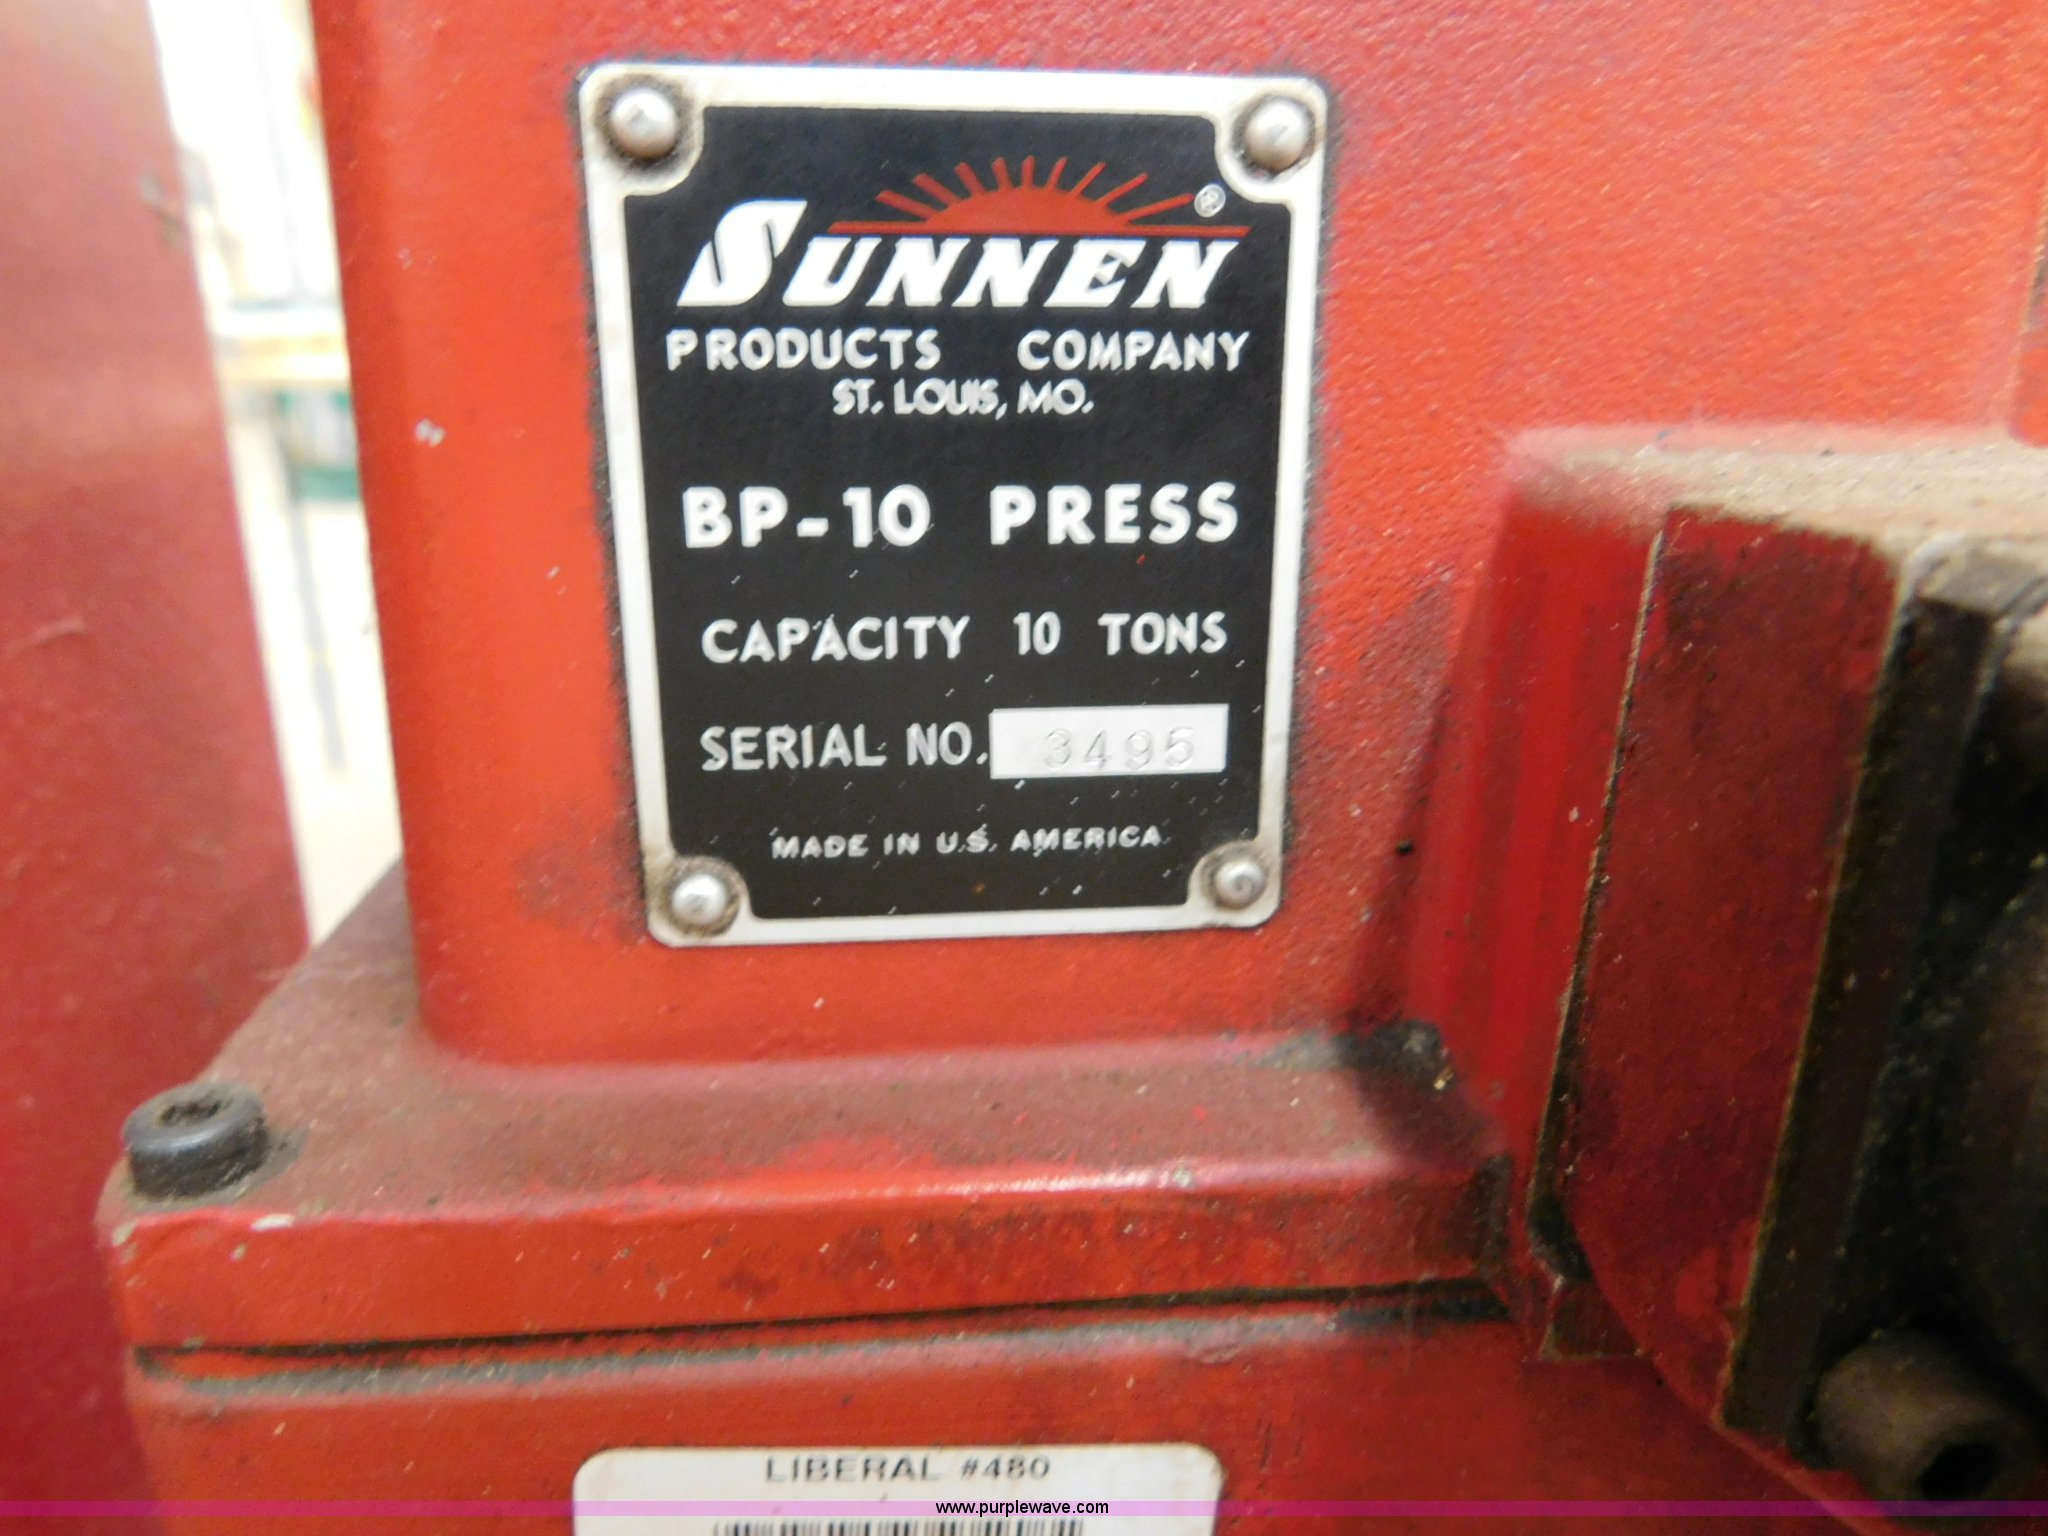 SUNNEN ®
PRODUCTS COMPANY
ST. LOUIS, MO.
BP-10 PRESS
CAPACITY 10 TONS
SERIAL NO. 3495
MADE IN U.S. AMERICA
LIBERAL #480
www.purplewave.com